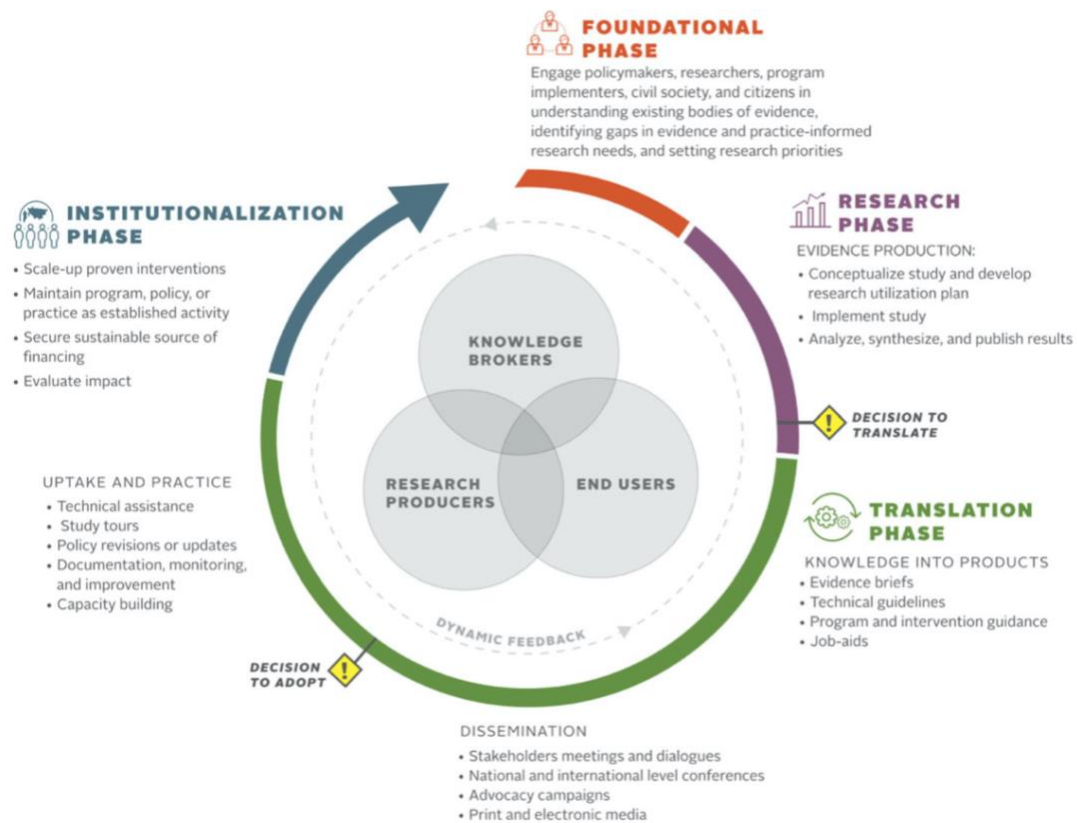 FOUNDATIONAL
PHASE
Engage policymakers, researchers, program
implementers, civil society, and citizens in
understanding existing bodies of evidence,
identifying gaps in evidence and practice-informed
research needs, and setting research priorities
RESEARCH
PHASE
EVIDENCE PRODUCTION:
• Conceptualize study and develop
research utilization plan
• Implement study
• Analyze, synthesize, and publish results
DECISION TO
TRANSLATE
TRANSLATION
PHASE
KNOWLEDGE INTO PRODUCTS
• Evidence briefs
• Technical guidelines
• Program and intervention guidance
• Job-aids
DISSEMINATION
• Stakeholders meetings and dialogues
• National and international level conferences
• Advocacy campaigns
• Print and electronic media
DECISION
TO ADOPT
UPTAKE AND PRACTICE
• Technical assistance
• Study tours
• Policy revisions or updates
• Documentation, monitoring,
and improvement
• Capacity building
INSTITUTIONALIZATION
PHASE
• Scale-up proven interventions
• Maintain program, policy, or
practice as established activity
• Secure sustainable source of
financing
• Evaluate impact
KNOWLEDGE
BROKERS
RESEARCH
PRODUCERS
END USERS
DYNAMIC FEEDBACK
!
!